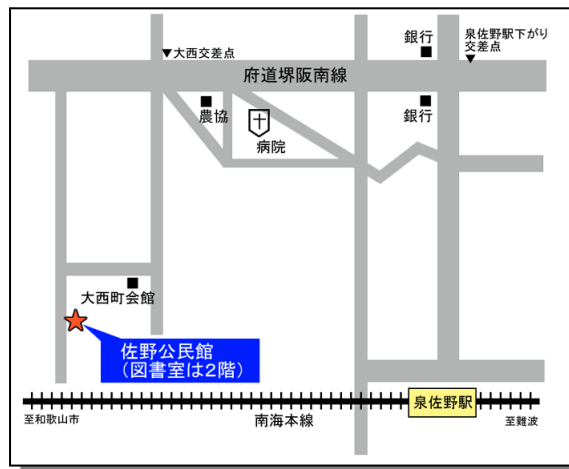 銀行
泉佐野駅下がり
交差点
▼大西交差点
府道堺阪南線
農協
銀行
病院
大西町会館
佐野公民館
（図書室は2階）
泉佐野駅
至和歌山市
南海本線
至難波